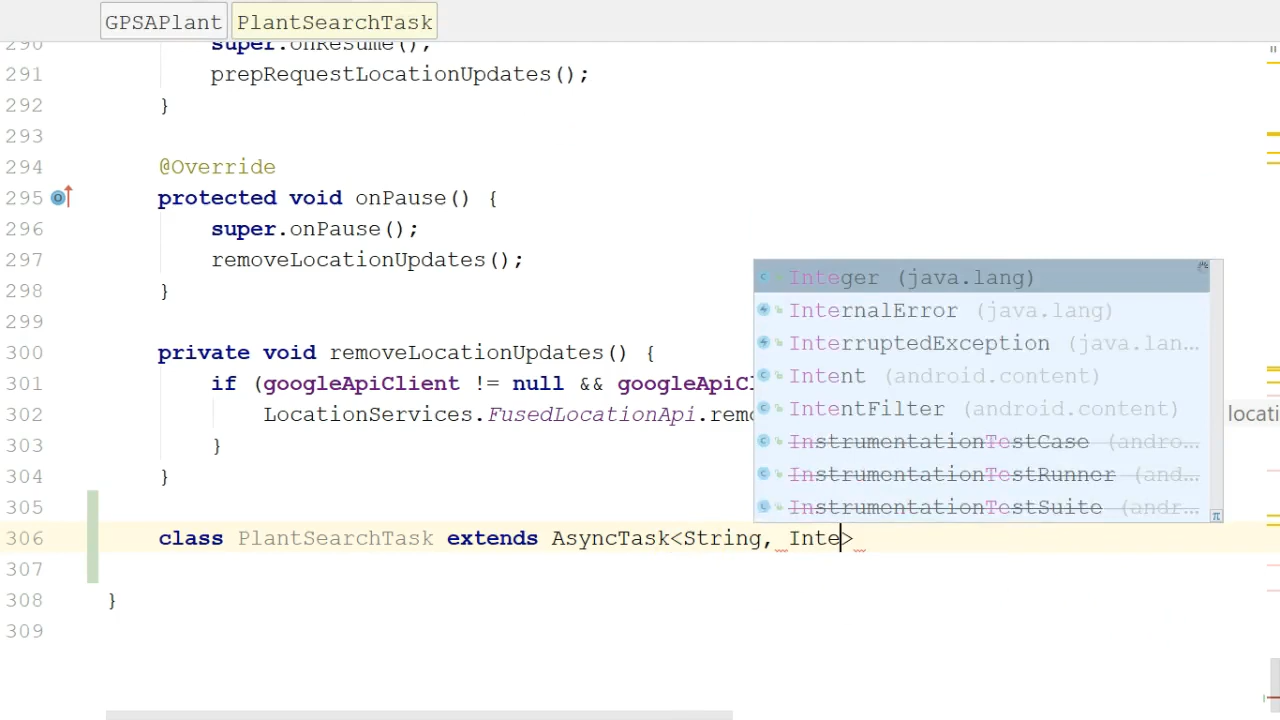 GPSAPlant PlantSearchTask
290 super.onResume();
291 prepRequestLocationUpdates();
292 }
293
294 @Override
295 protected void onPause() {
296 super.onPause();
297 removeLocationUpdates();
298 }
299
300 private void removeLocationUpdates() {
301 if (googleApiClient != null && googleApiCl
302 LocationServices.FusedLocationApi.remo
303 }
304 }
305
306 class PlantSearchTask extends AsyncTask<String, Inte>
307
308 }
309
Integer (java.lang)
InternalError (java.lang)
InterruptedException (java.lan...
Intent (android.content)
IntentFilter (android.content)
InstrumentationTestCase (andro...
InstrumentationTestRunner (and...
InstrumentationTestSuite (andr...
π
locati